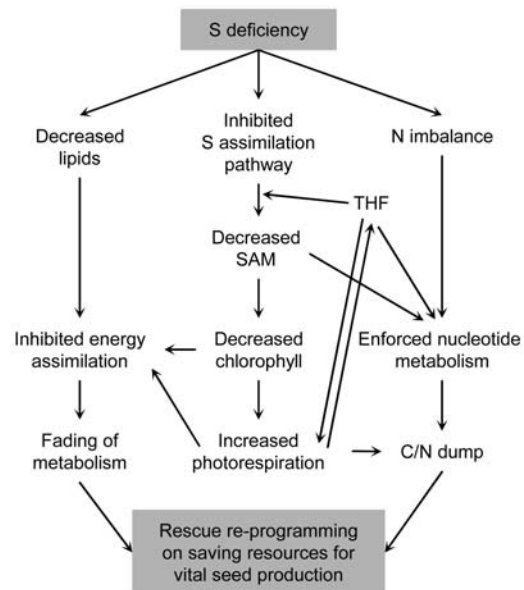 S deficiency
Decreased
lipids
Inhibited
S assimilation
pathway
N imbalance
THF
Decreased
SAM
Inhibited energy
assimilation
Decreased
chlorophyll
Enforced nucleotide
metabolism
Fading of
metabolism
Increased
photorespiration
C/N dump
Rescue re-programming
on saving resources for
vital seed production